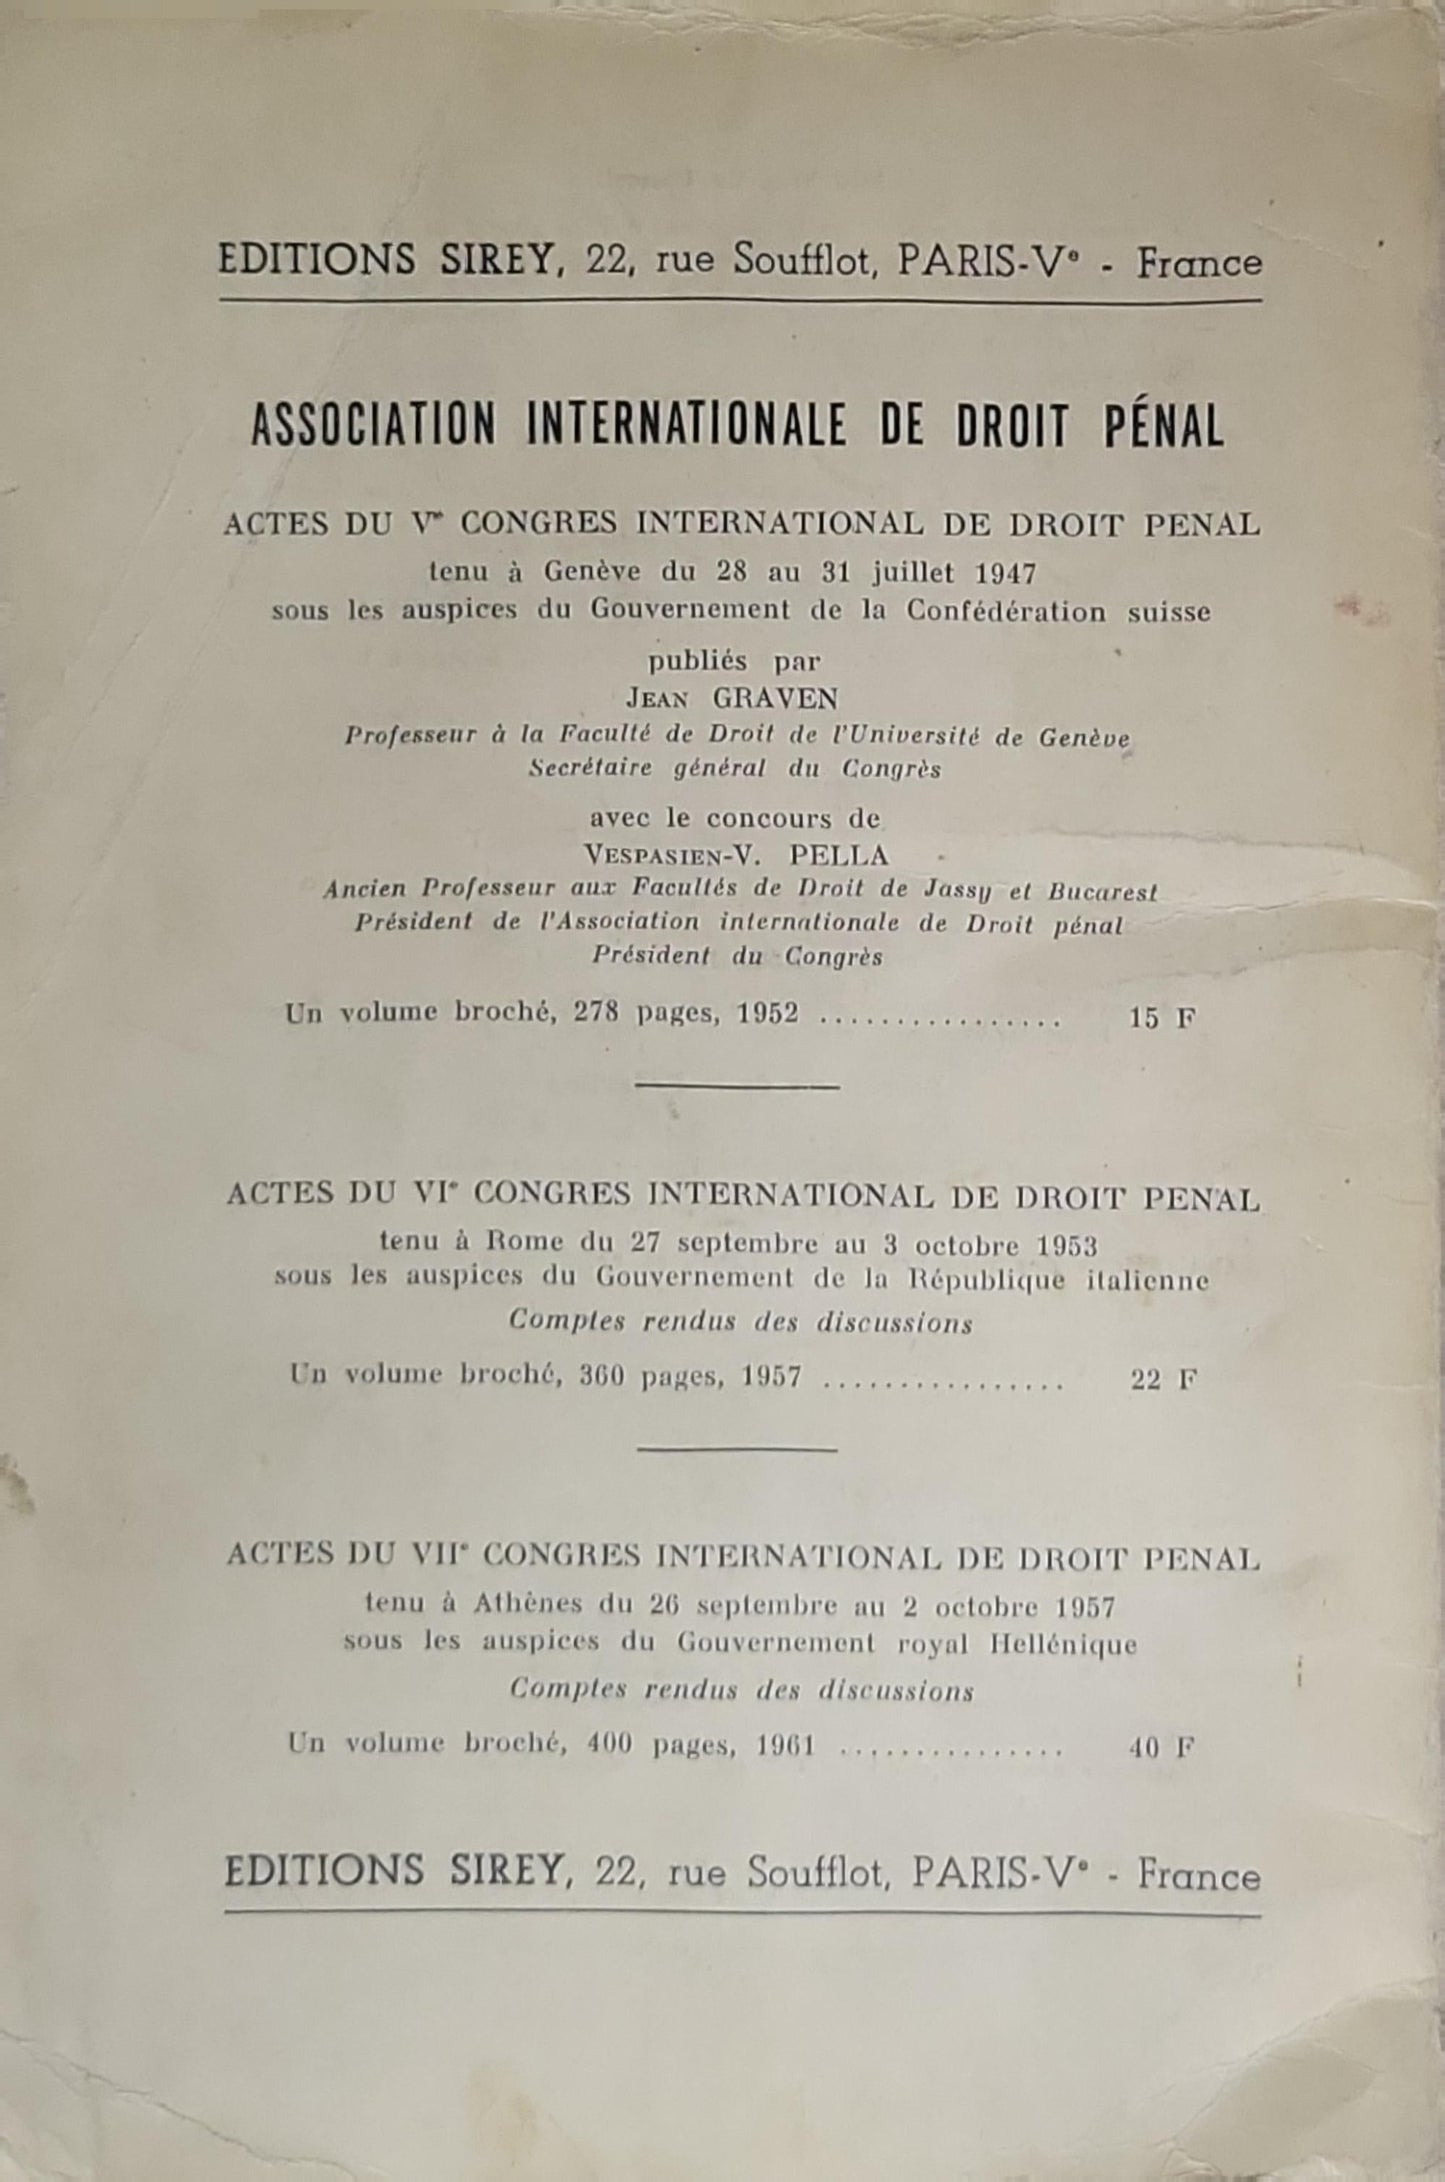 EDITIONS SIREY, 22, rue Soufflot, PARIS-Vᵉ - France
ASSOCIATION INTERNATIONALE DE DROIT PÉNAL
ACTES DU Vᵐᵉ CONGRES INTERNATIONAL DE DROIT PENAL
tenu à Genève du 28 au 31 juillet 1947
sous les auspices du Gouvernement de la Confédération suisse
publiés par
JEAN GRAVEN
Professeur à la Faculté de Droit de l'Université de Genève
Secrétaire général du Congrès
avec le concours de
VESPASIEN-V. PELLA
Ancien Professeur aux Facultés de Droit de Jassy et Bucarest
Président de l'Association internationale de Droit pénal
Président du Congrès
Un volume broché, 278 pages, 1952 ................ 15 F
ACTES DU VIᵉ CONGRES INTERNATIONAL DE DROIT PENAL
tenu à Rome du 27 septembre au 3 octobre 1953
sous les auspices du Gouvernement de la République italienne
Comptes rendus des discussions
Un volume broché, 360 pages, 1957 ................ 22 F
ACTES DU VIIᵉ CONGRES INTERNATIONAL DE DROIT PENAL
tenu à Athènes du 26 septembre au 2 octobre 1957
sous les auspices du Gouvernement royal Hellénique
Comptes rendus des discussions
Un volume broché, 400 pages, 1961 ............... 40 F
EDITIONS SIREY, 22, rue Soufflot, PARIS-Vᵉ - France